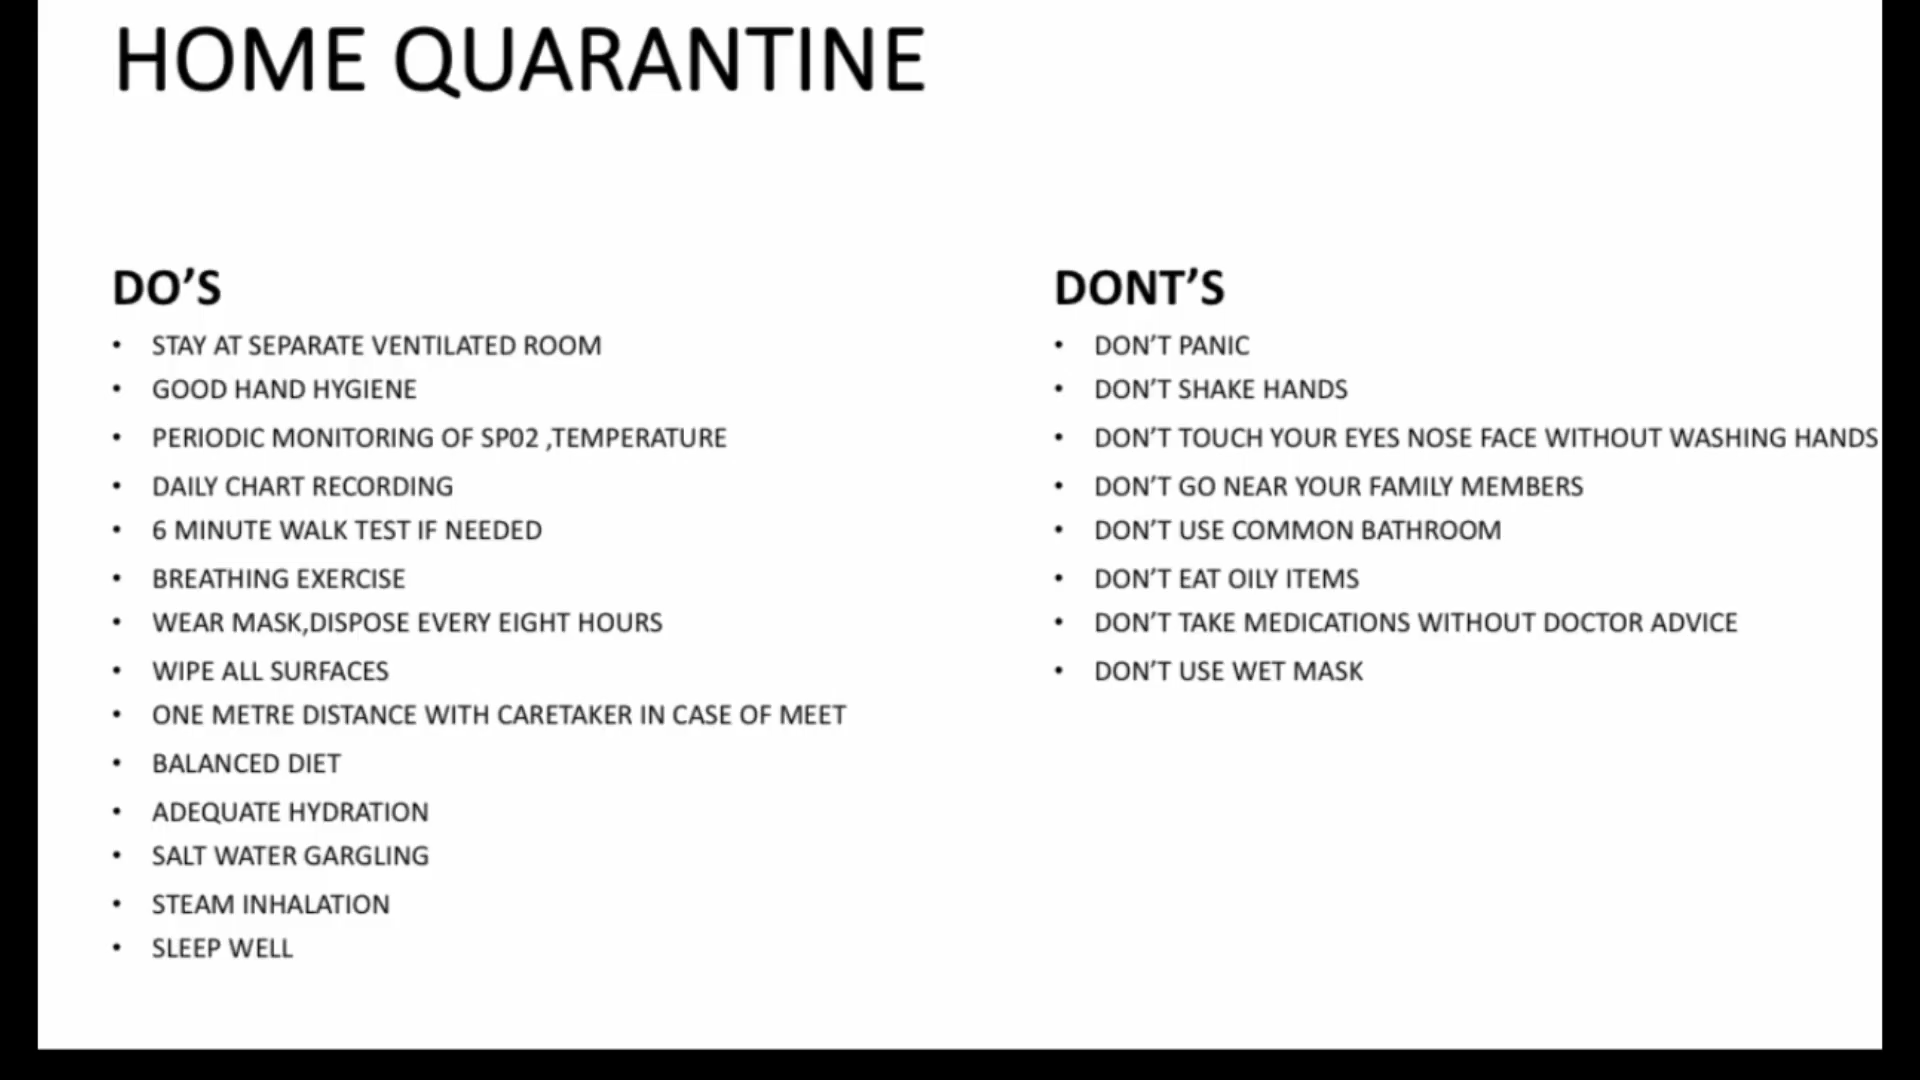 HOME QUARANTINE
DO’S
• STAY AT SEPARATE VENTILATED ROOM
• GOOD HAND HYGIENE
• PERIODIC MONITORING OF SP02 ,TEMPERATURE
• DAILY CHART RECORDING
• 6 MINUTE WALK TEST IF NEEDED
• BREATHING EXERCISE
• WEAR MASK,DISPOSE EVERY EIGHT HOURS
• WIPE ALL SURFACES
• ONE METRE DISTANCE WITH CARETAKER IN CASE OF MEET
• BALANCED DIET
• ADEQUATE HYDRATION
• SALT WATER GARGLING
• STEAM INHALATION
• SLEEP WELL
DONT’S
• DON’T PANIC
• DON’T SHAKE HANDS
• DON’T TOUCH YOUR EYES NOSE FACE WITHOUT WASHING HANDS
• DON’T GO NEAR YOUR FAMILY MEMBERS
• DON’T USE COMMON BATHROOM
• DON’T EAT OILY ITEMS
• DON’T TAKE MEDICATIONS WITHOUT DOCTOR ADVICE
• DON’T USE WET MASK